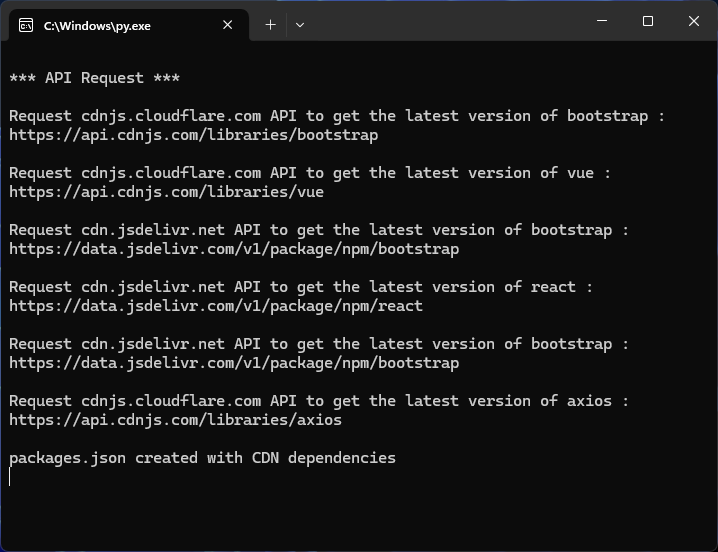 C:\Windows\py.exe
*** API Request ***
Request cdnjs.cloudflare.com API to get the latest version of bootstrap :
https://api.cdnjs.com/libraries/bootstrap
Request cdnjs.cloudflare.com API to get the latest version of vue :
https://api.cdnjs.com/libraries/vue
Request cdn.jsdelivr.net API to get the latest version of bootstrap :
https://data.jsdelivr.com/v1/package/npm/bootstrap
Request cdn.jsdelivr.net API to get the latest version of react :
https://data.jsdelivr.com/v1/package/npm/react
Request cdn.jsdelivr.net API to get the latest version of bootstrap :
https://data.jsdelivr.com/v1/package/npm/bootstrap
Request cdnjs.cloudflare.com API to get the latest version of axios :
https://api.cdnjs.com/libraries/axios
packages.json created with CDN dependencies